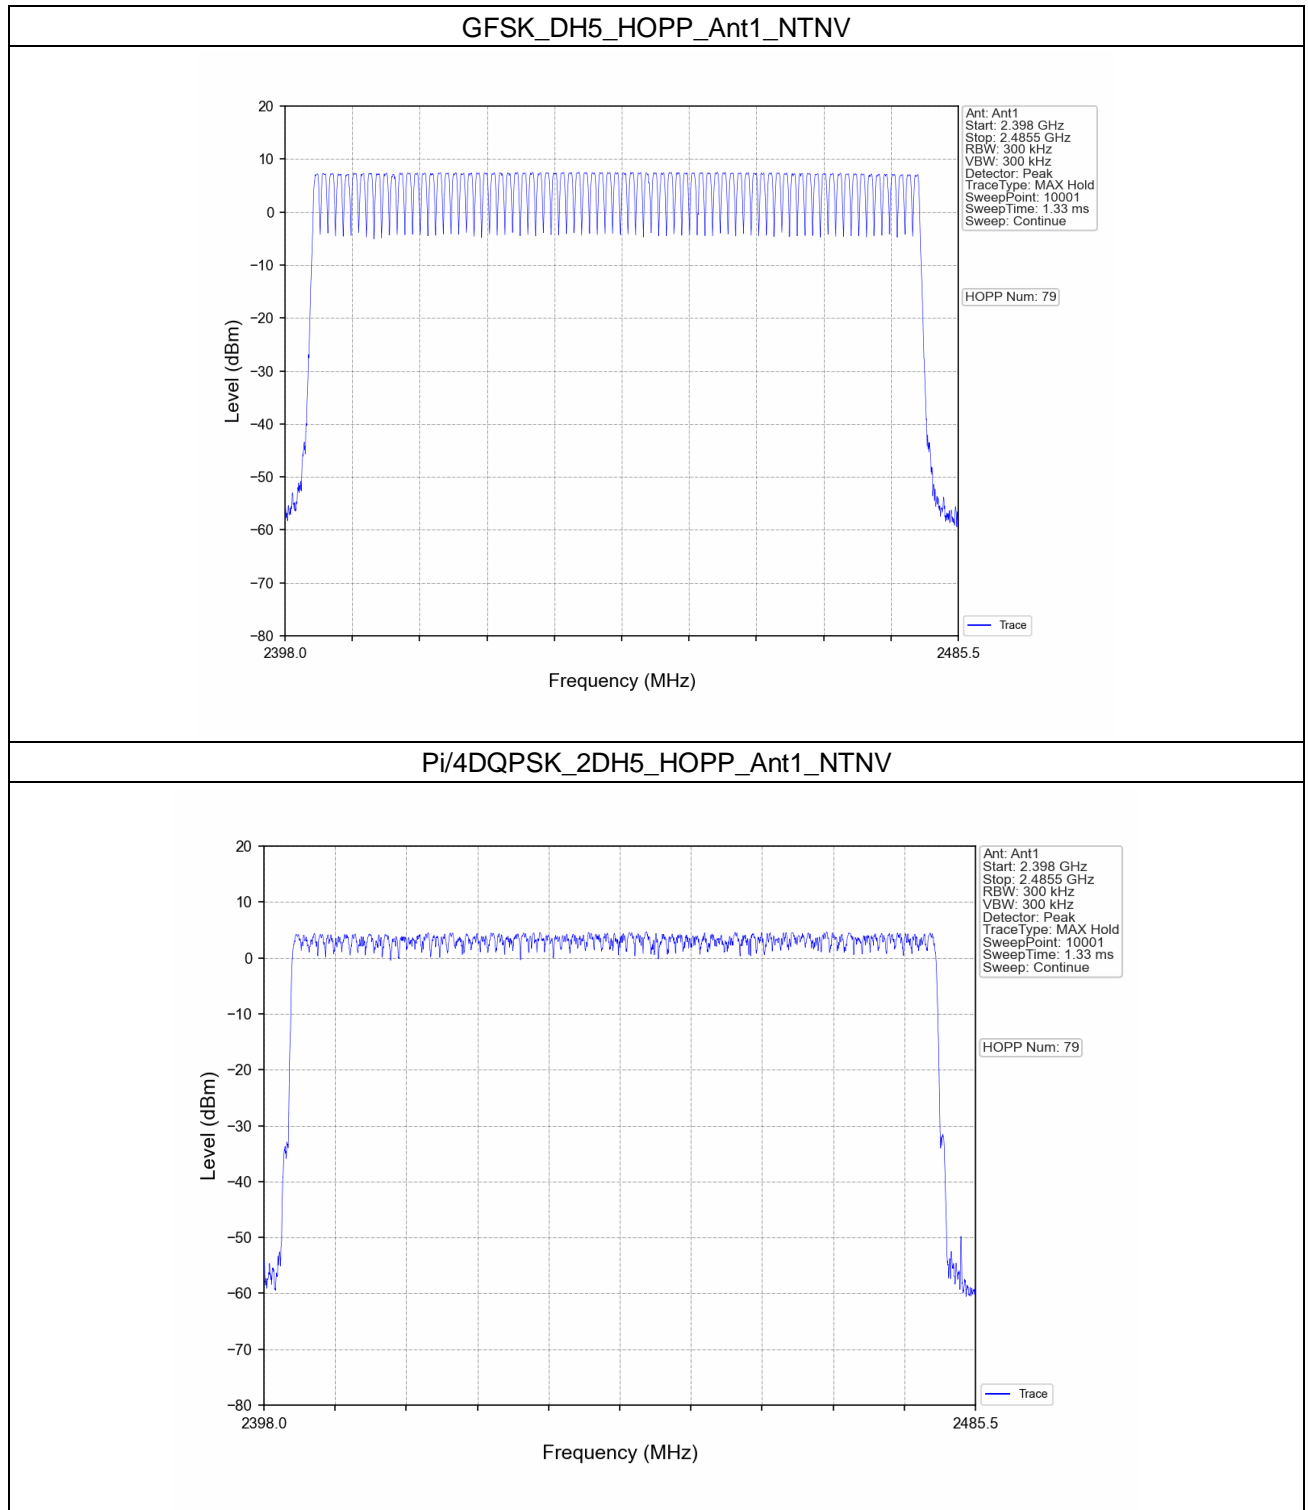 GFSK_DH5_HOPP_Ant1_NTNV
20
10
0
−10
−20
−30
−40
−50
−60
−70
−80
Level (dBm)
2398.0
2485.5
Frequency (MHz)
Ant: Ant1
Start: 2.398 GHz
Stop: 2.4855 GHz
RBW: 300 kHz
VBW: 300 kHz
Detector: Peak
TraceType: MAX Hold
SweepPoint: 10001
SweepTime: 1.33 ms
Sweep: Continue
HOPP Num: 79
Trace
Pi/4DQPSK_2DH5_HOPP_Ant1_NTNV
20
10
0
−10
−20
−30
−40
−50
−60
−70
−80
Level (dBm)
2398.0
2485.5
Frequency (MHz)
Ant: Ant1
Start: 2.398 GHz
Stop: 2.4855 GHz
RBW: 300 kHz
VBW: 300 kHz
Detector: Peak
TraceType: MAX Hold
SweepPoint: 10001
SweepTime: 1.33 ms
Sweep: Continue
HOPP Num: 79
Trace